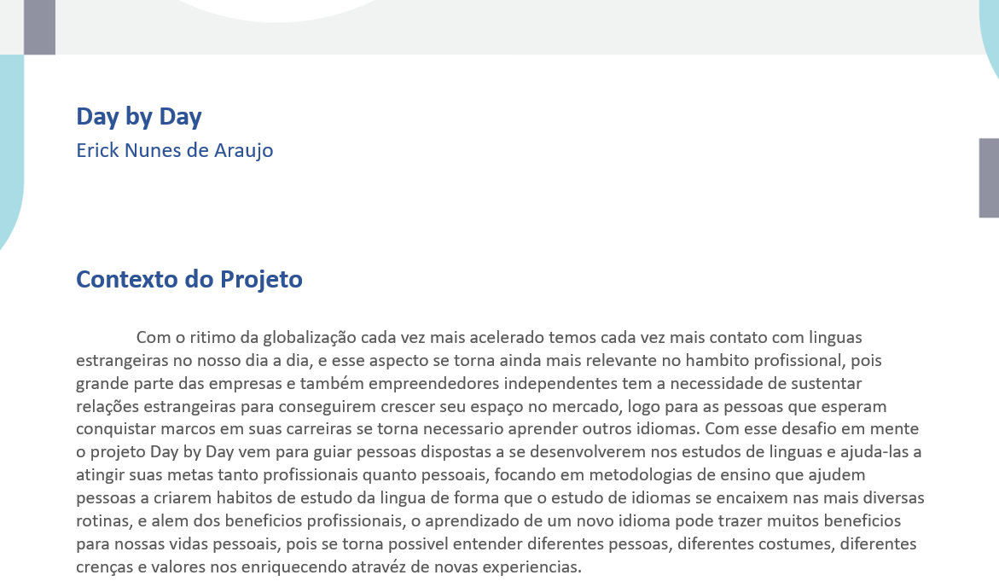 Day by Day
Erick Nunes de Araujo
Contexto do Projeto
Com o ritimo da globalização cada vez mais acelerado temos cada vez mais contato com linguas
estrangeiras no nosso dia a dia, e esse aspecto se torna ainda mais relevante no hambito profissional, pois
grande parte das empresas e também empreendedores independentes tem a necessidade de sustentar
relações estrangeiras para conseguirem crescer seu espaço no mercado, logo para as pessoas que esperam
conquistar marcos em suas carreiras se torna necessario aprender outros idiomas. Com esse desafio em mente
o projeto Day by Day vem para guiar pessoas dispostas a se desenvolverem nos estudos de linguas e ajuda-las a
atingir suas metas tanto profissionais quanto pessoais, focando em metodologias de ensino que ajudem
pessoas a criarem habitos de estudo da lingua de forma que o estudo de idiomas se encaixem nas mais diversas
rotinas, e alem dos beneficios profissionais, o aprendizado de um novo idioma pode trazer muitos beneficios
para nossas vidas pessoais, pois se torna possivel entender diferentes pessoas, diferentes costumes, diferentes
crenças e valores nos enriquecendo atravéz de novas experiencias.